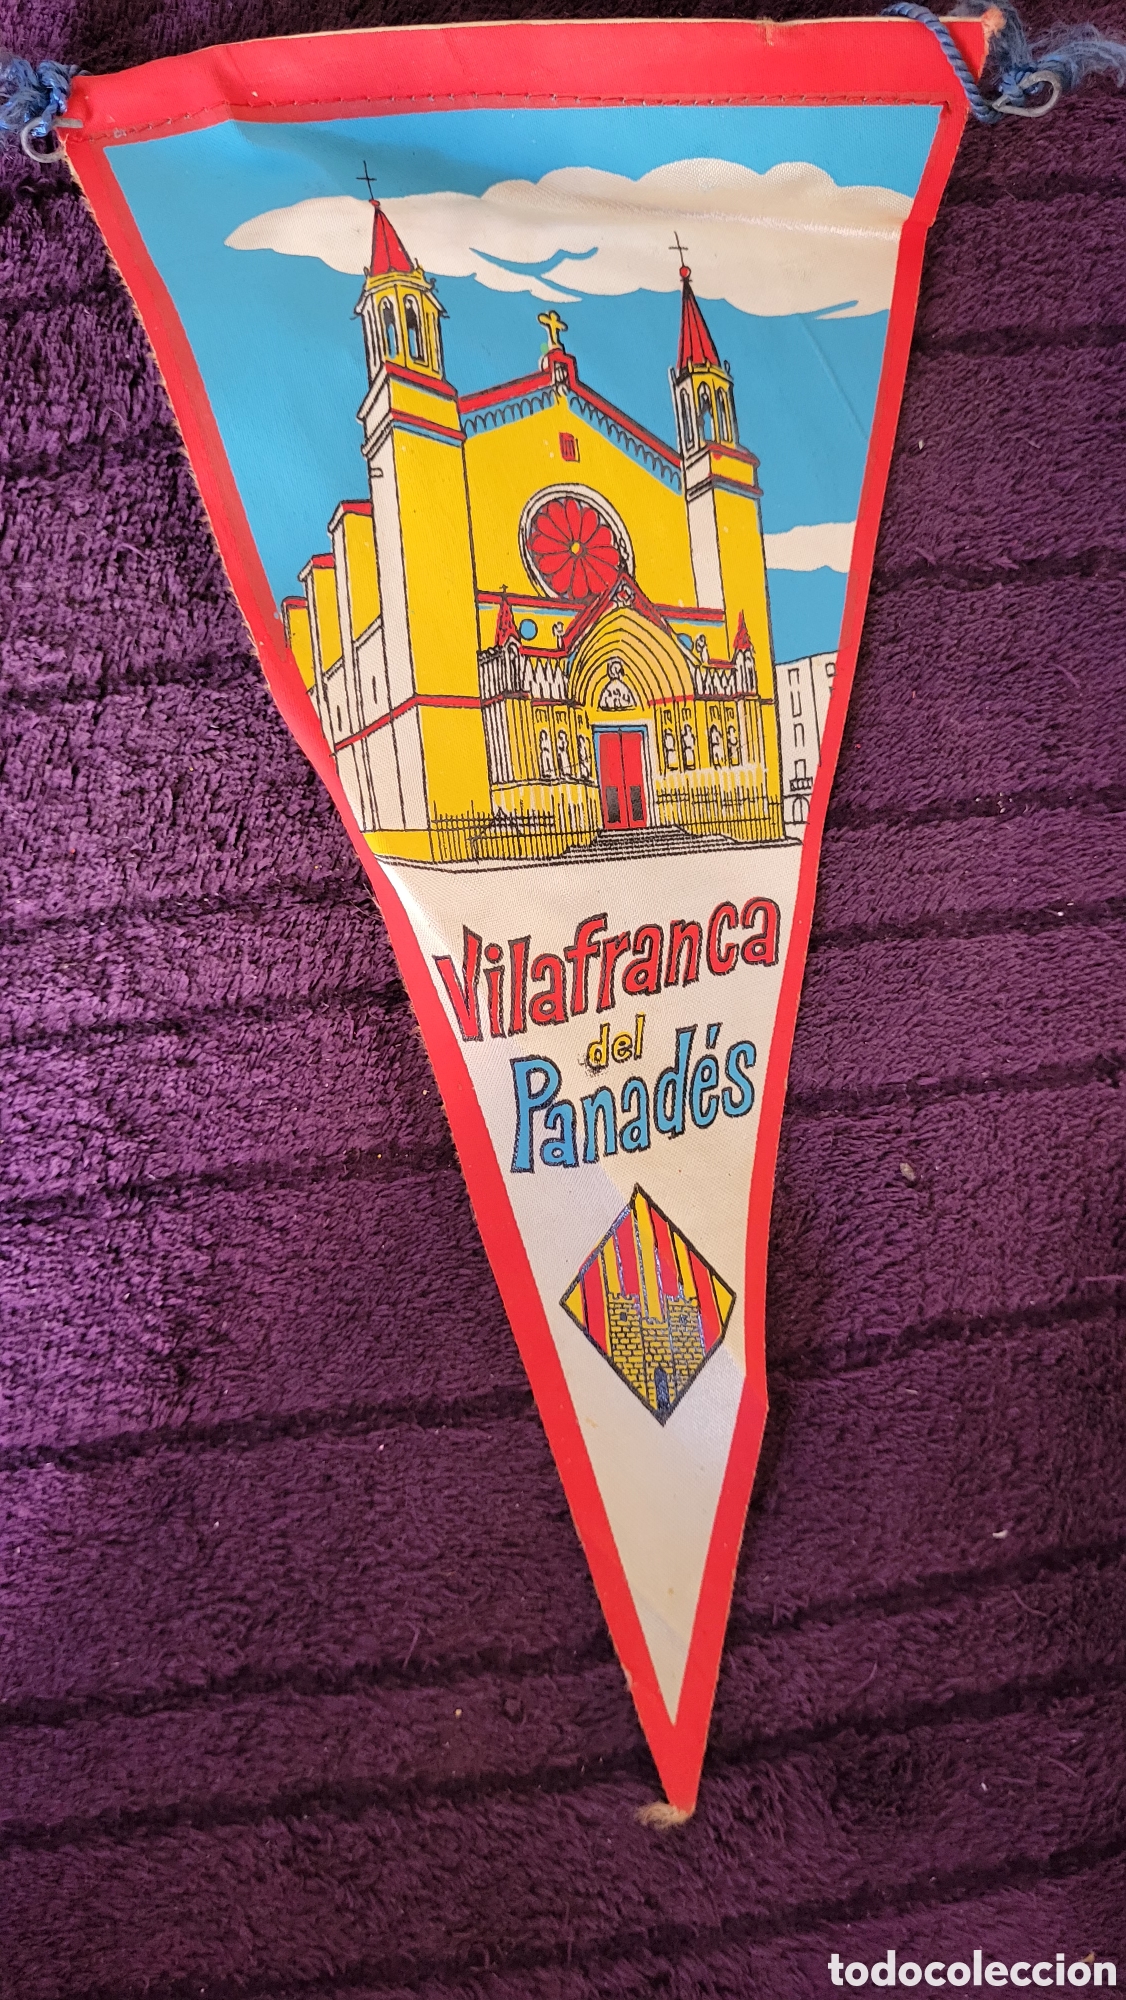 Vilafranca
del
Panadés
todocoleccion